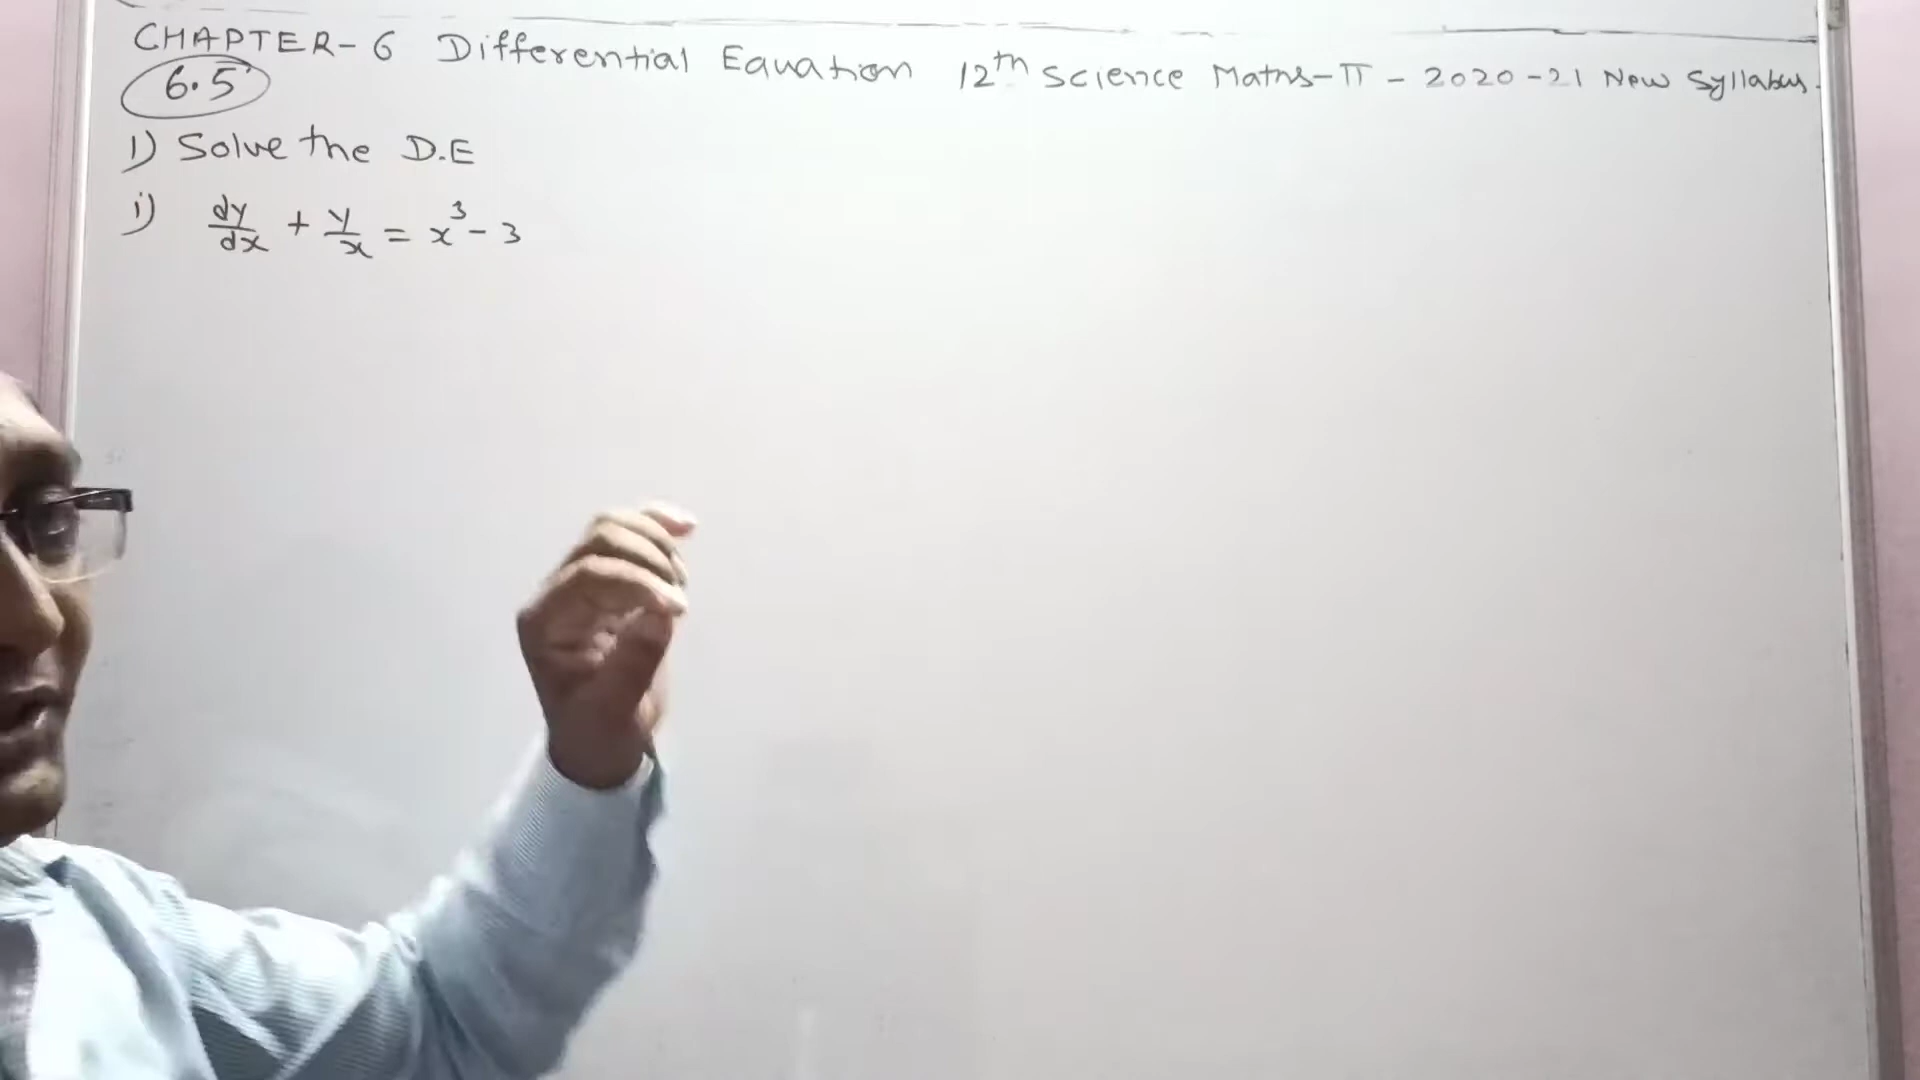 CHAPTER-6 Differential Equation 12th Science Maths-II - 2020-21 New Syllabus.
6.5
1) Solve the D.E
i) dy/dx + y/x = x³ - 3